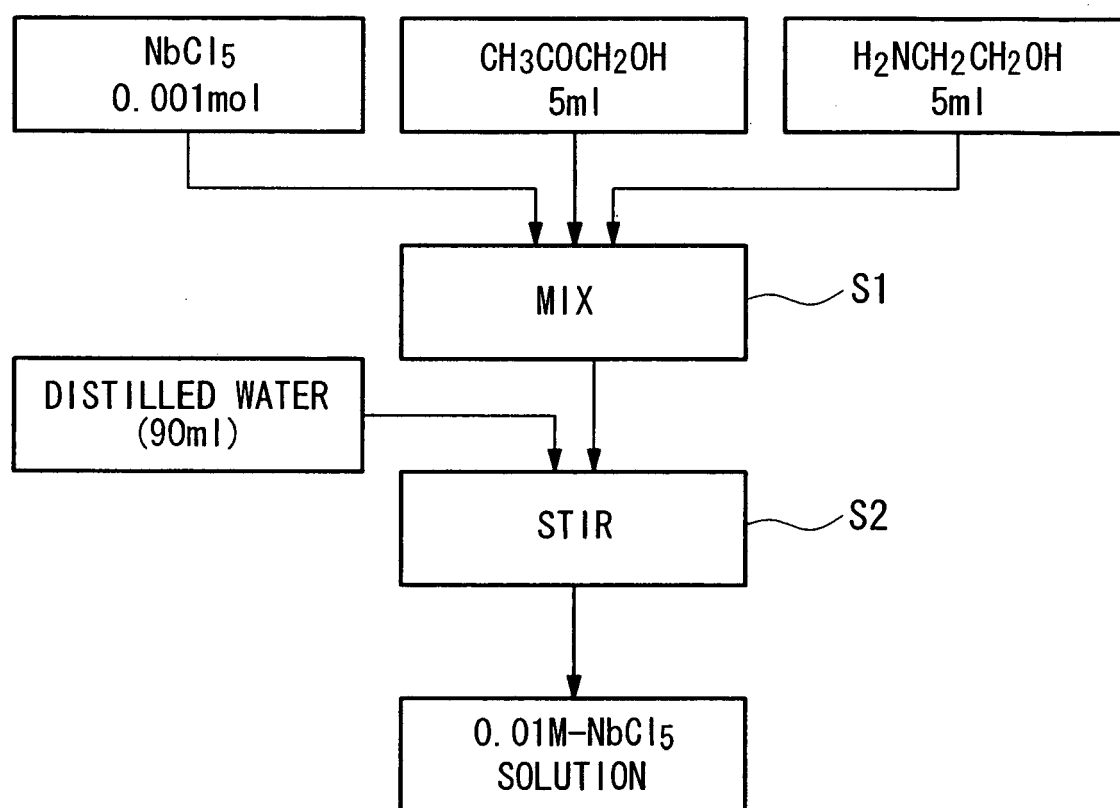 NbCl5
0.001mol
CH3COCH2OH
5ml
H2NCH2CH2OH
5ml
MIX
S1
DISTILLED WATER
(90ml)
STIR
S2
0.01M-NbCl5
SOLUTION